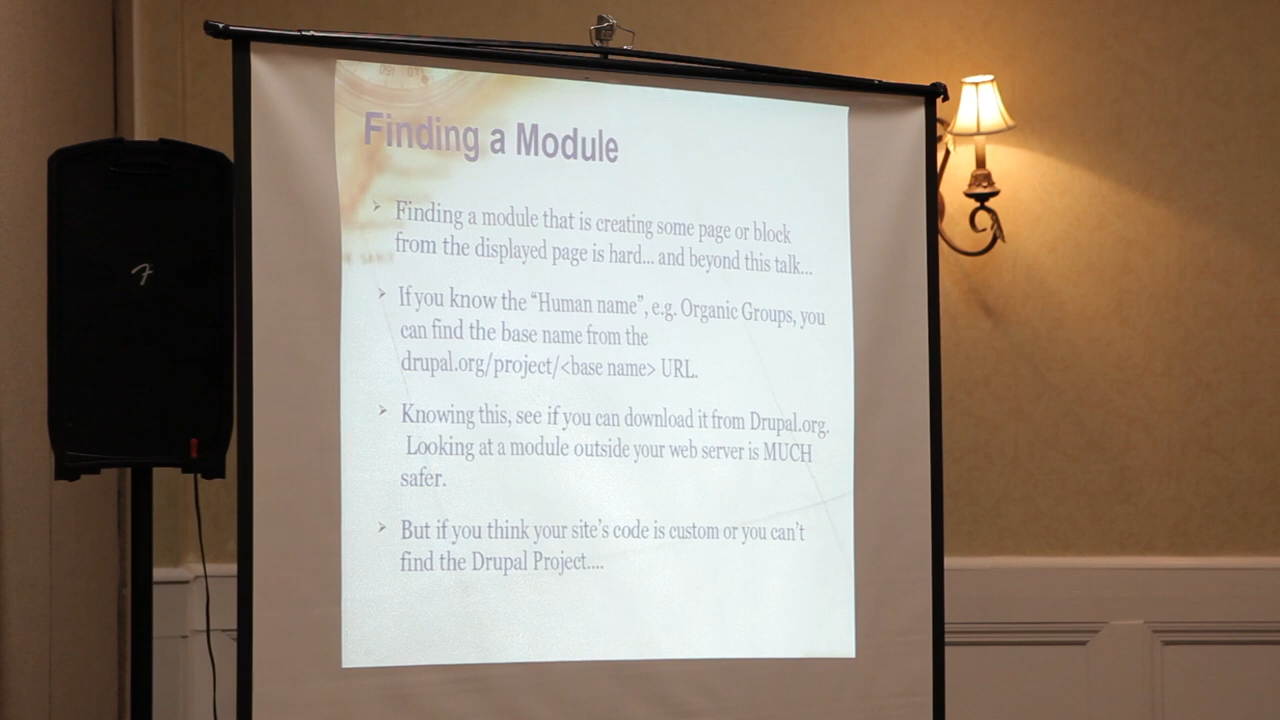 Finding a Module
Finding a module that is creating some page or block
from the displayed page is hard... and beyond this talk...
If you know the “Human name”, e.g. Organic Groups, you
can find the base name from the
drupal.org/project/<base name> URL.
Knowing this, see if you can download it from Drupal.org.
Looking at a module outside your web server is MUCH
safer.
But if you think your site’s code is custom or you can’t
find the Drupal Project....